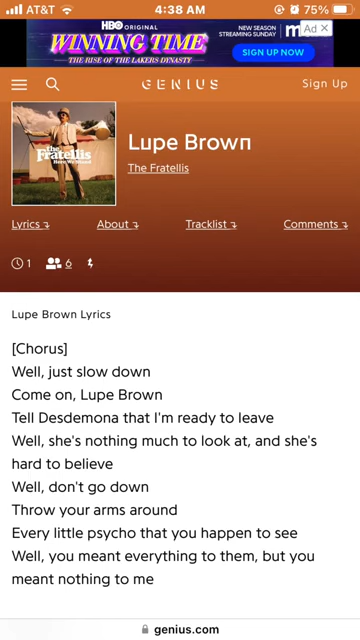 AT&T
4:38 AM
75%
HBO ORIGINAL
WINNING TIME
THE RISE OF THE LAKERS DYNASTY
NEW SEASON
STREAMING SUNDAY
SIGN UP NOW
Ad
GENIUS
Sign Up
the
Fratellis
Here We Stand
Lupe Brown
The Fratellis
Lyrics
About
Tracklist
Comments
1
6
Lupe Brown Lyrics
[Chorus]
Well, just slow down
Come on, Lupe Brown
Tell Desdemona that I'm ready to leave
Well, she's nothing much to look at, and she's
hard to believe
Well, don't go down
Throw your arms around
Every little psycho that you happen to see
Well, you meant everything to them, but you
meant nothing to me
genius.com